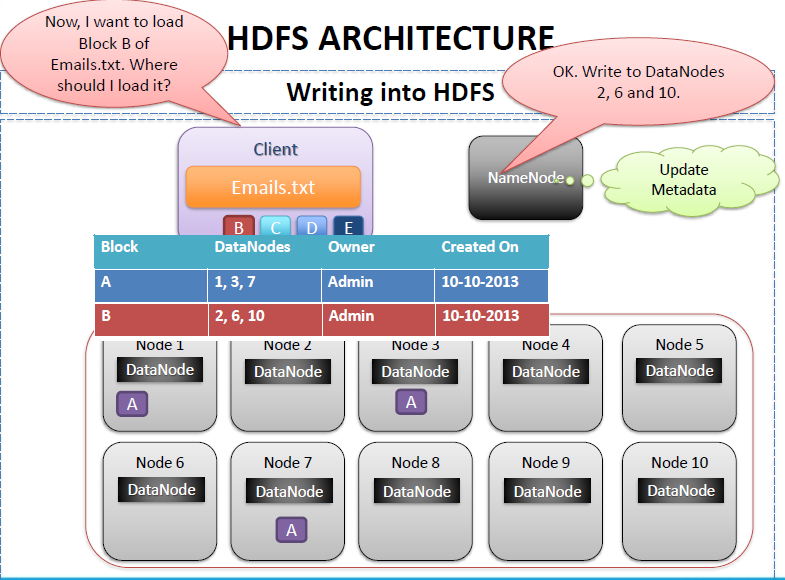 Now, I want to load
Block B of
Emails.txt. Where
should I load it?
HDFS ARCHITECTURE
OK. Write to DataNodes
2, 6 and 10.
Writing into HDFS
Client
Emails.txt
B C D E
NameNode
Update
Metadata
Block DataNodes Owner Created On
A 1, 3, 7 Admin 10-10-2013
B 2, 6, 10 Admin 10-10-2013
Node 1 Node 2 Node 3 Node 4 Node 5
DataNode DataNode DataNode DataNode DataNode
A A
Node 6 Node 7 Node 8 Node 9 Node 10
DataNode DataNode DataNode DataNode DataNode
A